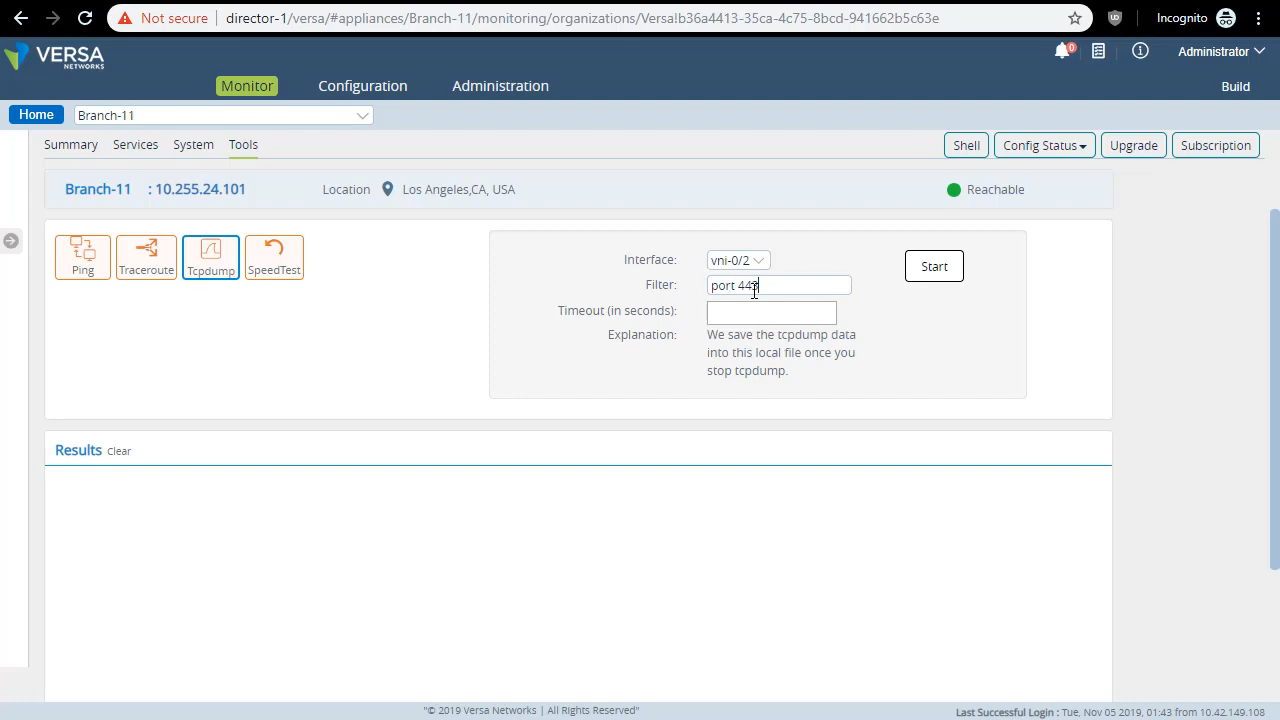 Not secure
director-1/versa/#appliances/Branch-11/monitoring/organizations/Versa!b36a4413-35ca-4c75-8bcd-941662b5c63e
Incognito
VERSA
NETWORKS
0
Administrator
Monitor
Configuration
Administration
Build
Home
Branch-11
Summary
Services
System
Tools
Shell
Config Status
Upgrade
Subscription
Branch-11 : 10.255.24.101
Location
Los Angeles,CA, USA
Reachable
Ping
Traceroute
Tcpdump
SpeedTest
Interface:
vni-0/2
Start
Filter:
port 443
Timeout (in seconds):
Explanation:
We save the tcpdump data
into this local file once you
stop tcpdump.
Results
Clear
"© 2019 Versa Networks | All Rights Reserved"
Last Successful Login : Tue, Nov 05 2019, 01:43 from 10.42.149.108